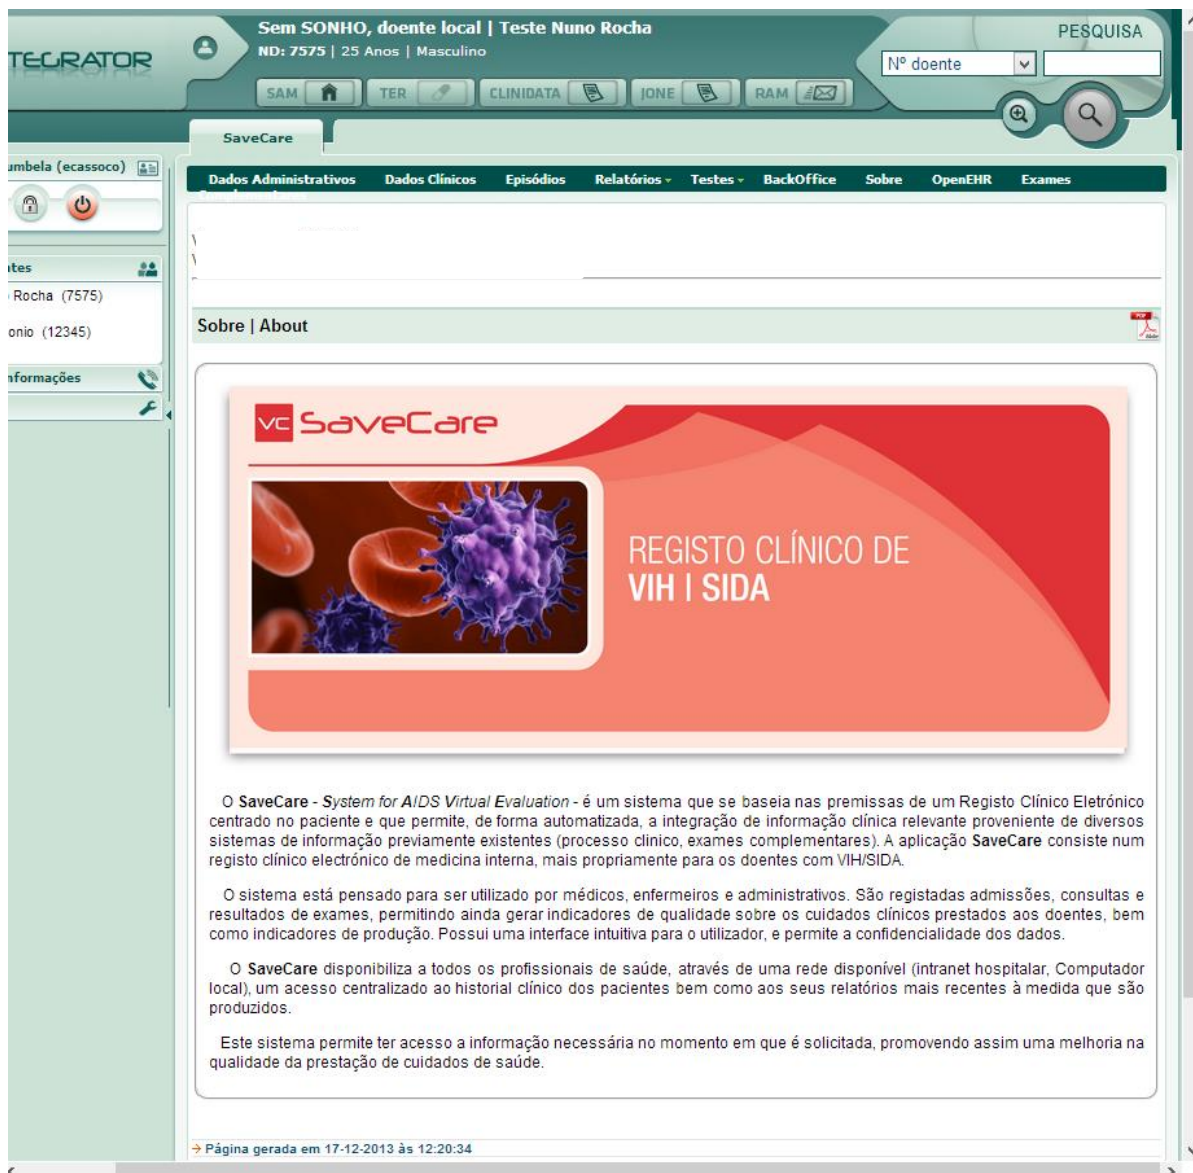 TEGRATOR
Sem SONHO, doente local | Teste Nuno Rocha
ND: 7575 | 25 Anos | Masculino
PESQUISA
Nº doente
SAM
TER
CLINIDATA
JONE
RAM
SaveCare
umbela (ecassoco)
Dados Administrativos Dados Clínicos Episódios Relatórios Testes BackOffice Sobre OpenEHR Exames
ntes
Rocha (7575)
onio (12345)
nformações
Sobre | About
PDF
vc SaveCare
REGISTO CLÍNICO DE
VIH | SIDA
O SaveCare - System for AIDS Virtual Evaluation - é um sistema que se baseia nas premissas de um Registo Clínico Eletrónico
centrado no paciente e que permite, de forma automatizada, a integração de informação clínica relevante proveniente de diversos
sistemas de informação previamente existentes (processo clinico, exames complementares). A aplicação SaveCare consiste num
registo clínico electrónico de medicina interna, mais propriamente para os doentes com VIH/SIDA.
O sistema está pensado para ser utilizado por médicos, enfermeiros e administrativos. São registadas admissões, consultas e
resultados de exames, permitindo ainda gerar indicadores de qualidade sobre os cuidados clínicos prestados aos doentes, bem
como indicadores de produção. Possui uma interface intuitiva para o utilizador, e permite a confidencialidade dos dados.
O SaveCare disponibiliza a todos os profissionais de saúde, através de uma rede disponível (intranet hospitalar, Computador
local), um acesso centralizado ao historial clínico dos pacientes bem como aos seus relatórios mais recentes à medida que são
produzidos.
Este sistema permite ter acesso a informação necessária no momento em que é solicitada, promovendo assim uma melhoria na
qualidade da prestação de cuidados de saúde.
Página gerada em 17-12-2013 às 12:20:34